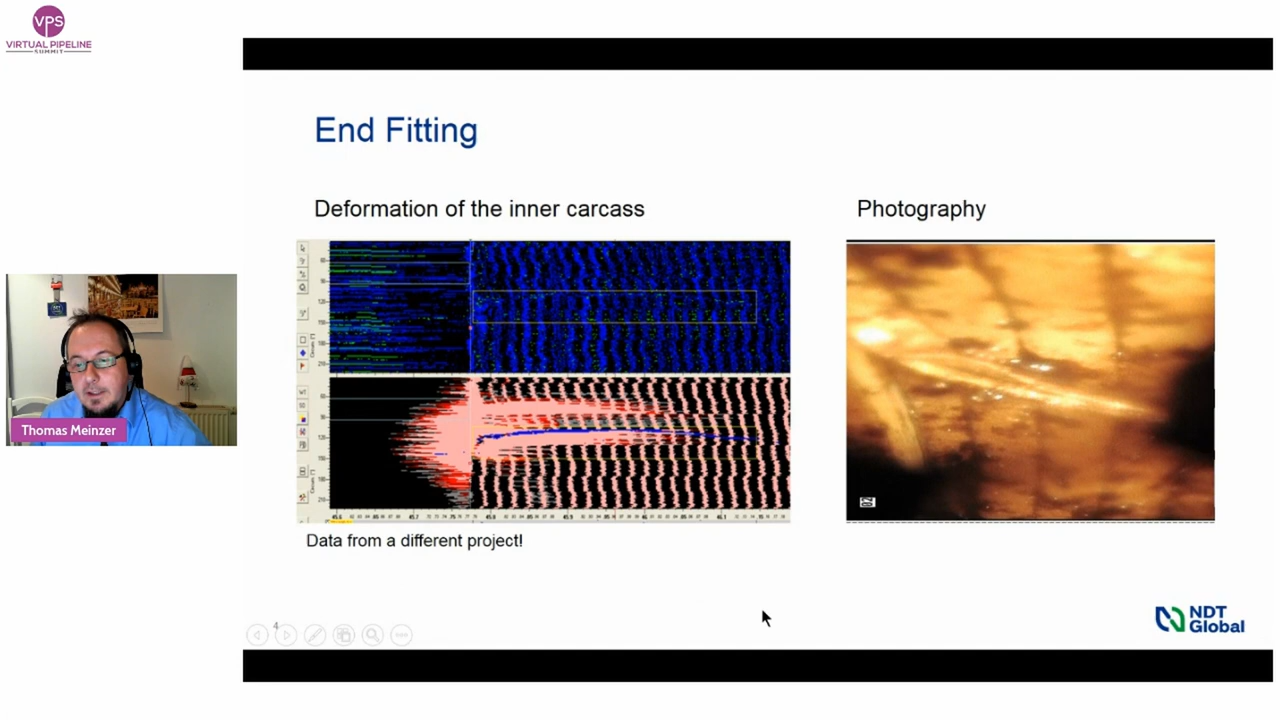 VPS
VIRTUAL PIPELINE
SUMMIT
End Fitting
Deformation of the inner carcass
Photography
Thomas Meinzer
Data from a different project!
4
NDT
Global